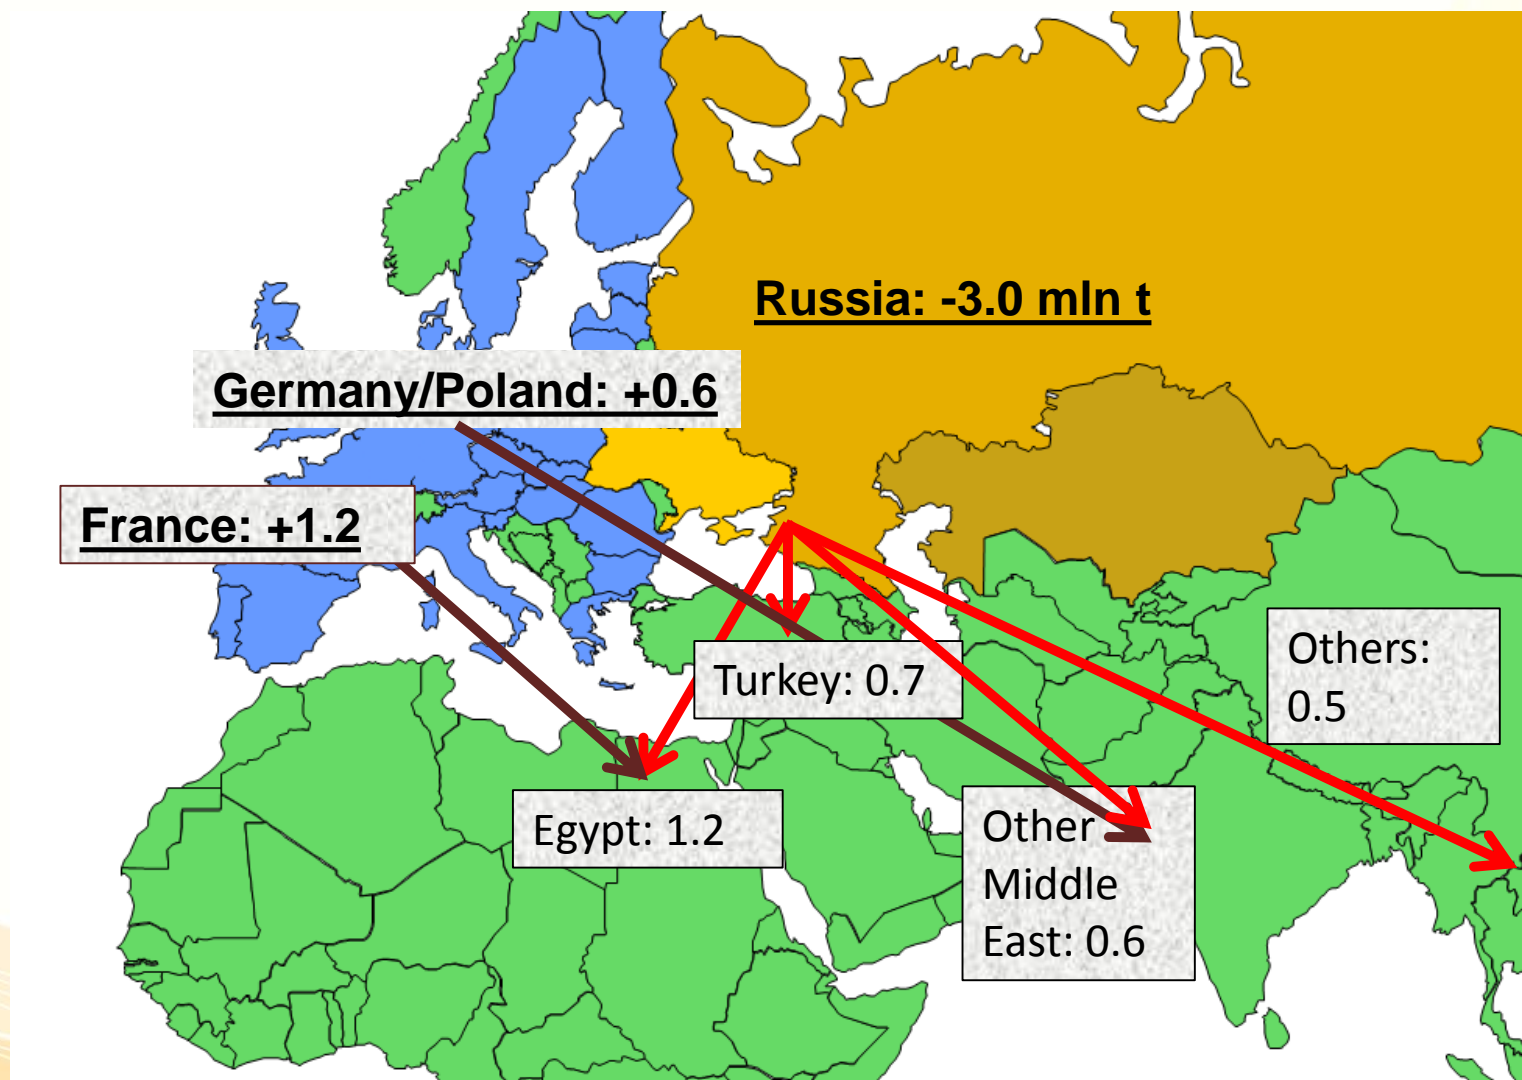 Russia: -3.0 mln t
Germany/Poland: +0.6
France: +1.2
Turkey: 0.7
Others:
0.5
Egypt: 1.2
Other
Middle
East: 0.6